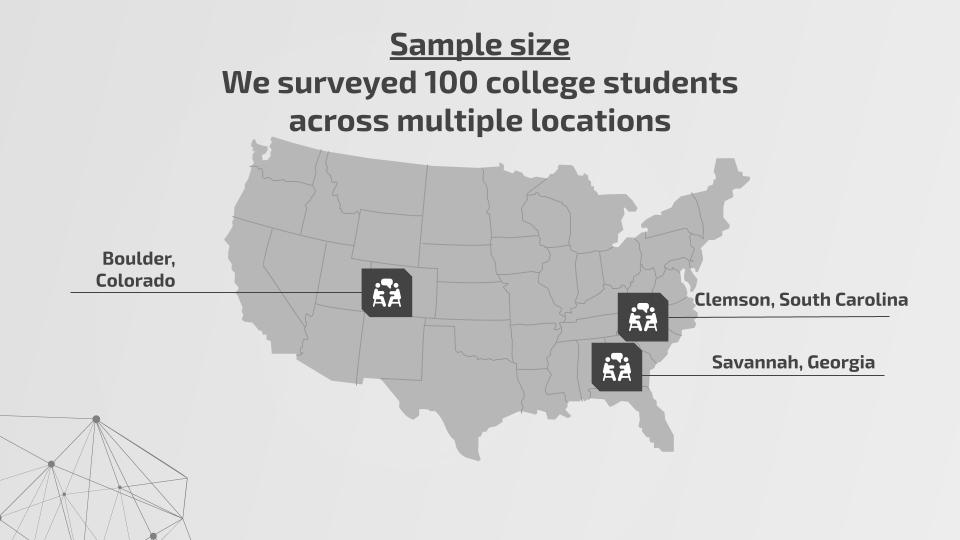 Sample size
We surveyed 100 college students
across multiple locations
Boulder,
Colorado
Clemson, South Carolina
Savannah, Georgia